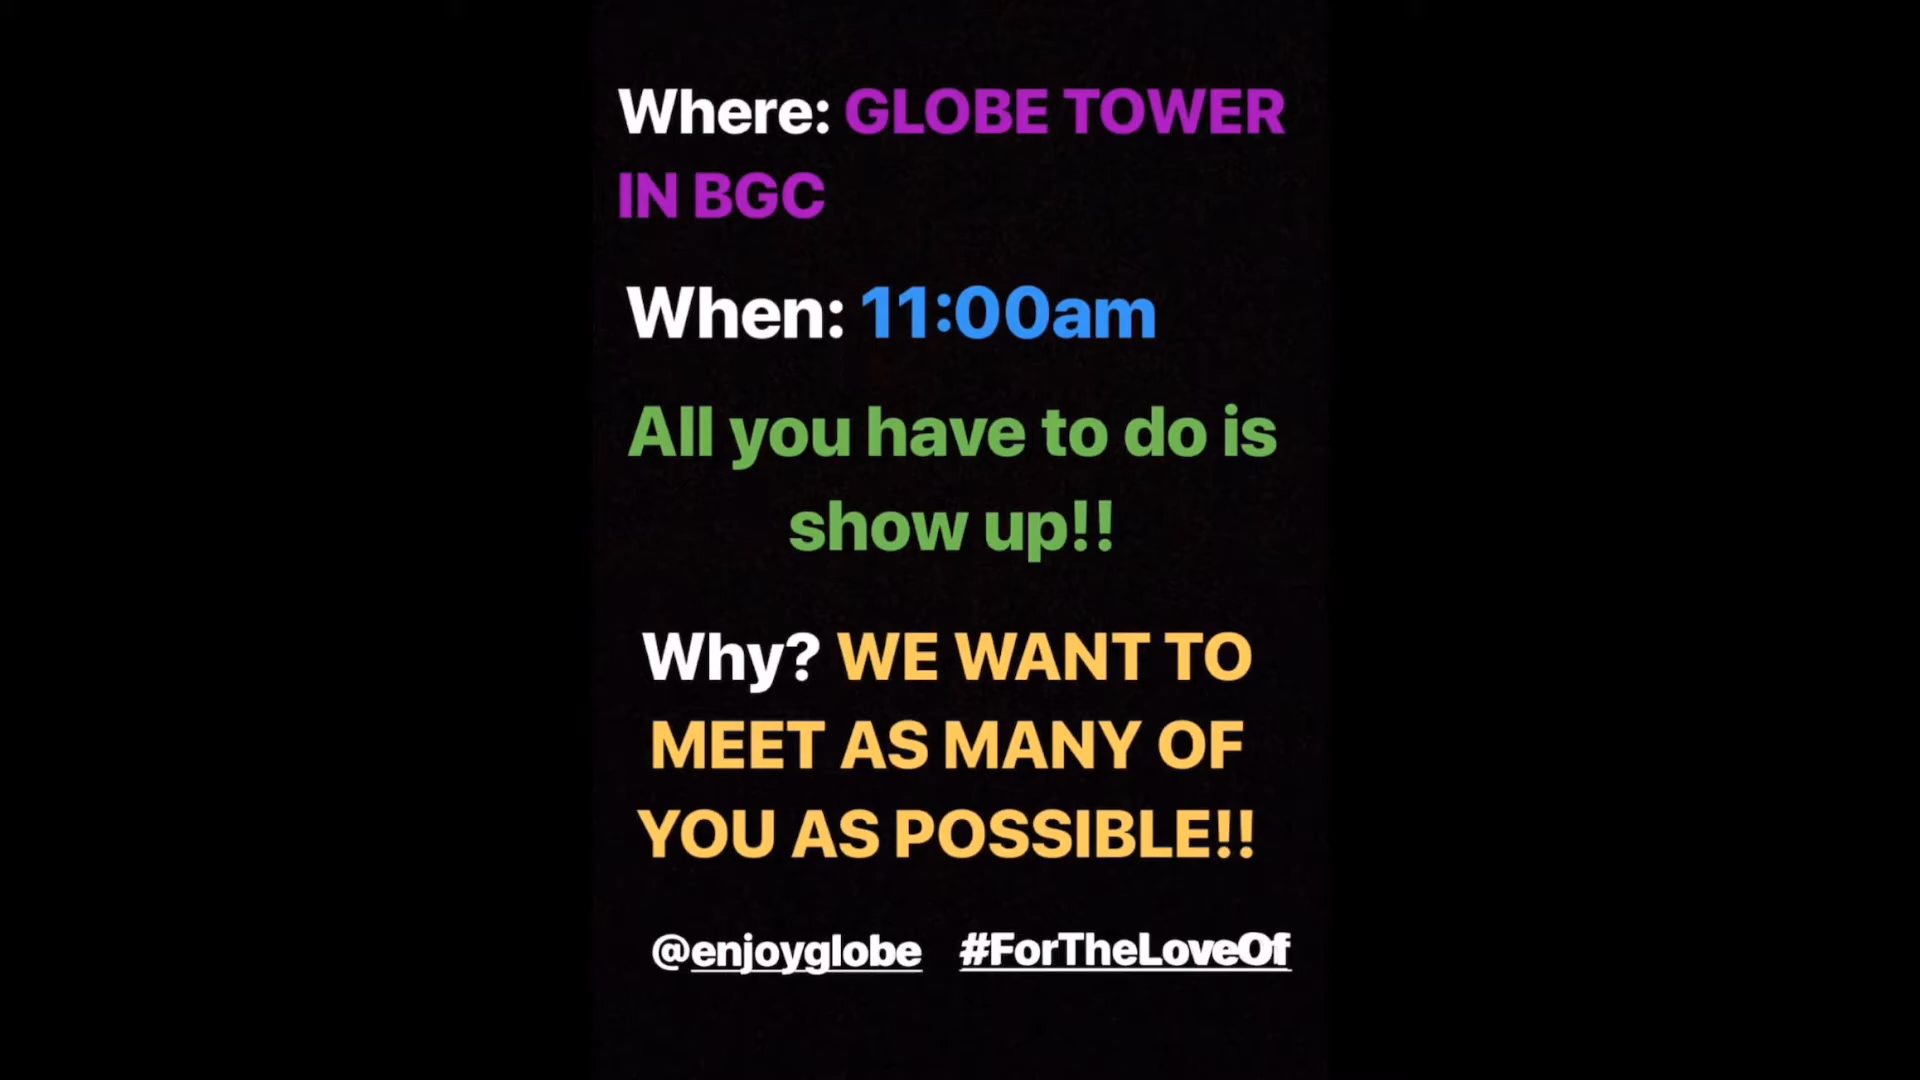 Where: GLOBE TOWER
IN BGC
When: 11:00am
All you have to do is
show up!!
Why? WE WANT TO
MEET AS MANY OF
YOU AS POSSIBLE!!
@enjoyglobe #ForTheLoveOf